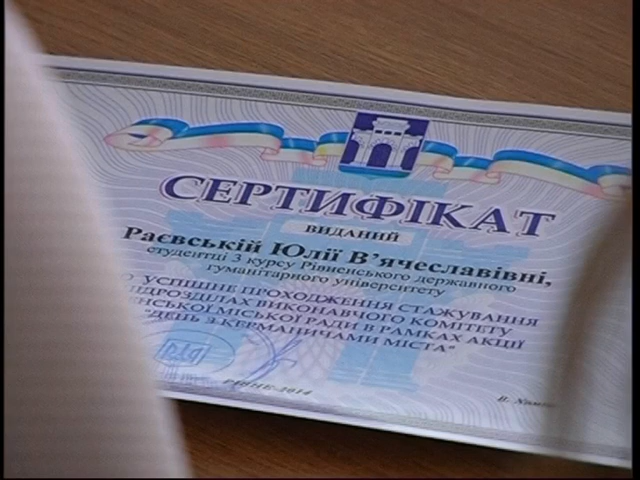 СЕРТИФІКАТ
ВИДАНИЙ
Раєвській Юлії В’ячеславівні,
студентці 3 курсу Рівненського державного
гуманітарного університету
УСПІШНЕ ПРОХОДЖЕННЯ СТАЖУВАННЯ
ВИКОНАВЧОГО КОМІТЕТУ
МІСЬКОЇ РАДИ В РАМКАХ АКЦІЇ
"ДЕНЬ З КЕРМАНИЧАМИ МІСТА"
РІВНЕ-2014
В.